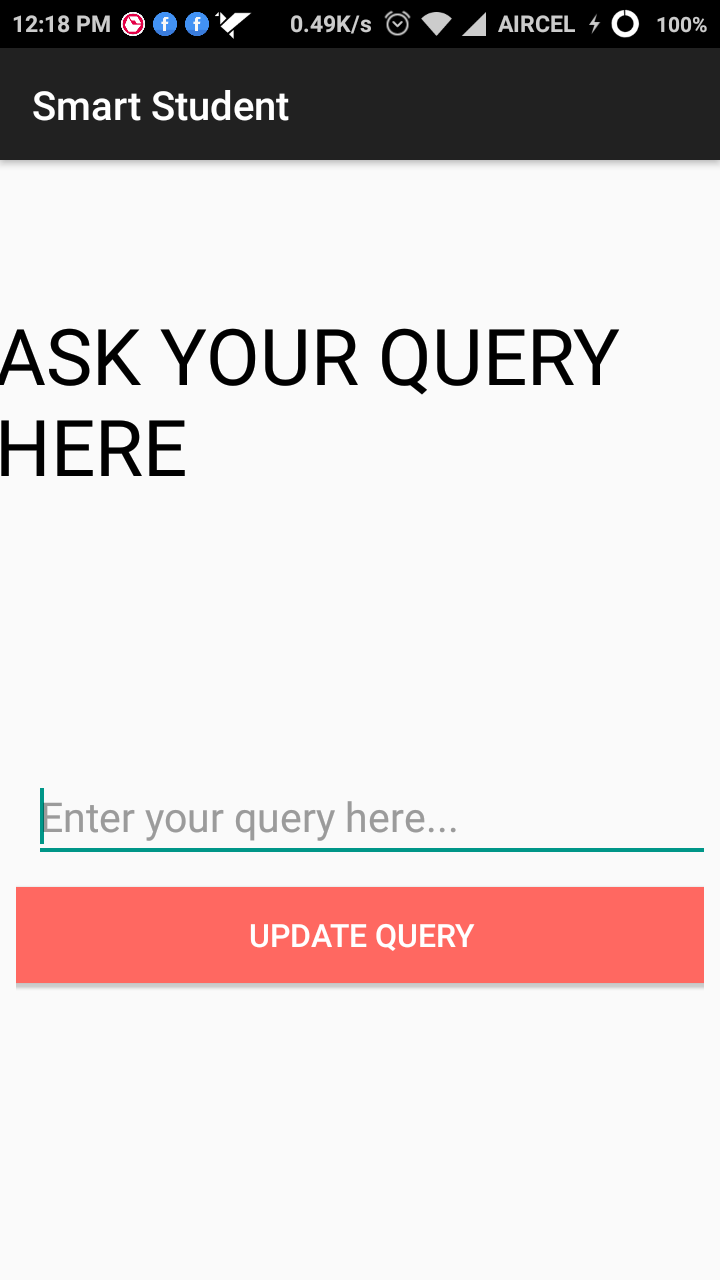 12:18 PM 0.49K/s AIRCEL 100%
Smart Student
ASK YOUR QUERY
HERE
Enter your query here...
UPDATE QUERY